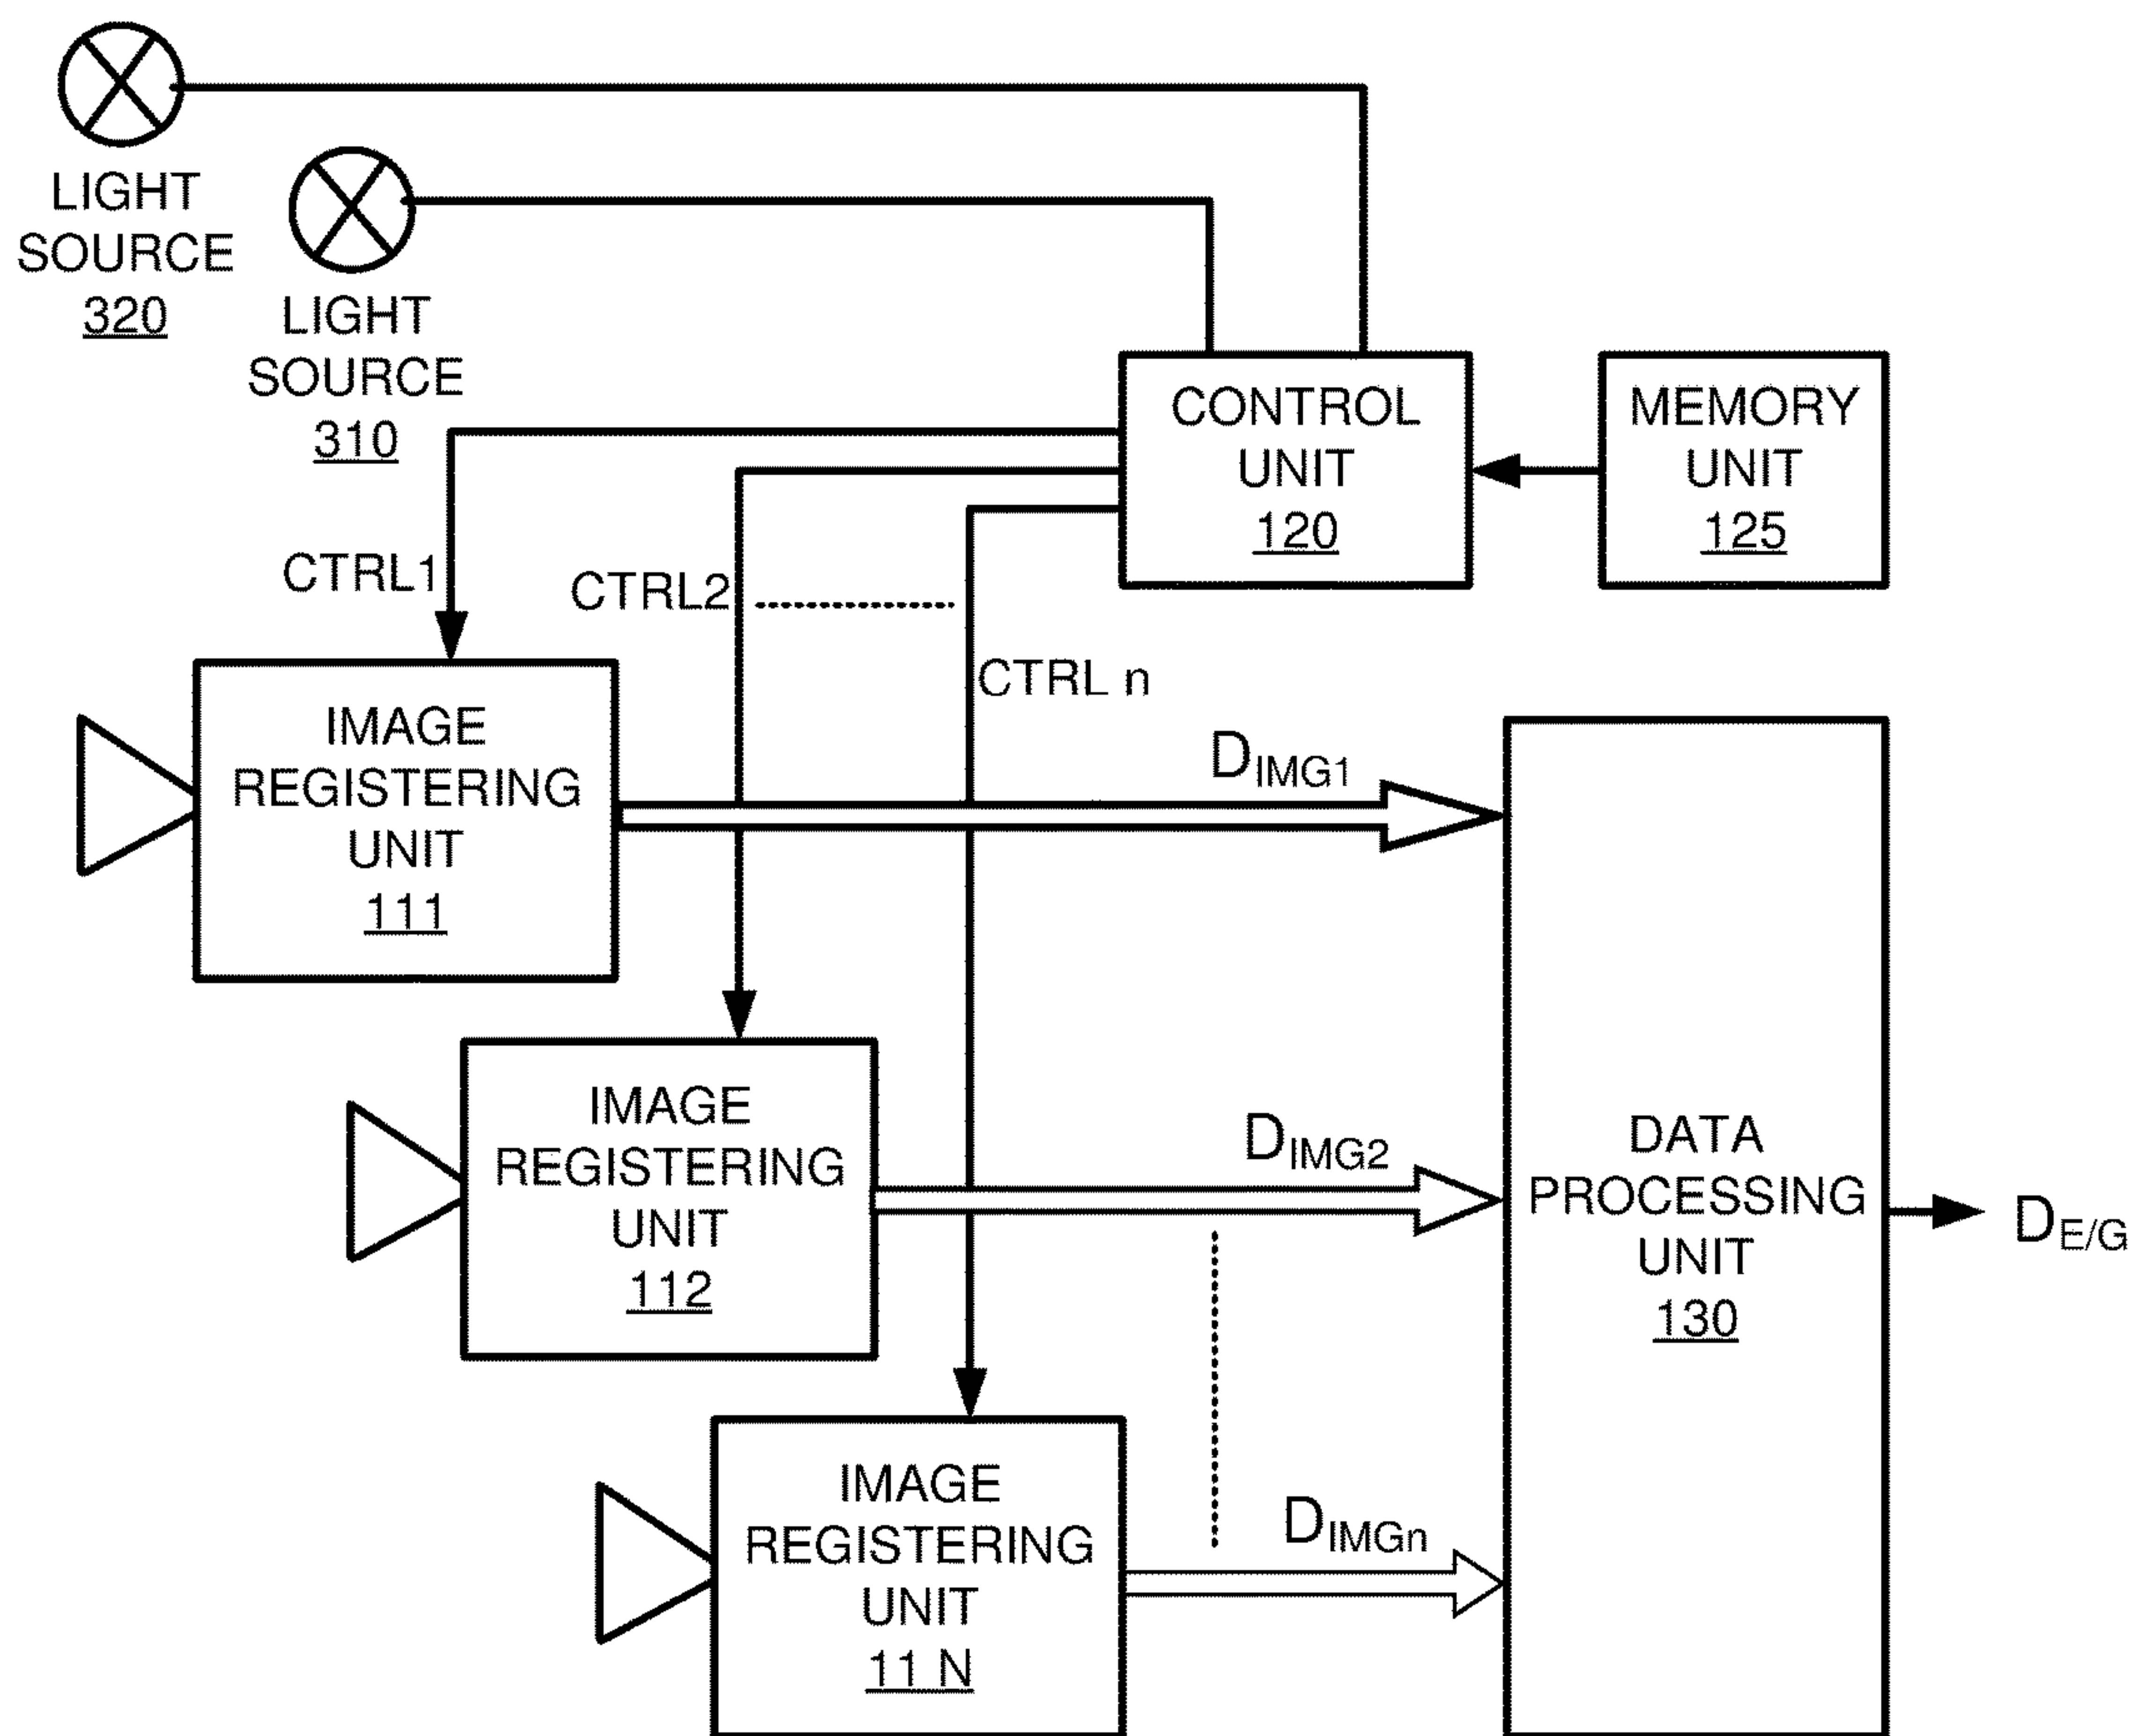 LIGHT
SOURCE
320
LIGHT
SOURCE
310
CONTROL
UNIT
120
MEMORY
UNIT
125
CTRL1
CTRL2
CTRL n
IMAGE
REGISTERING
UNIT
111
DIMG1
IMAGE
REGISTERING
UNIT
112
DIMG2
DATA
PROCESSING
UNIT
130
DE/G
IMAGE
REGISTERING
UNIT
11 N
DIMGn